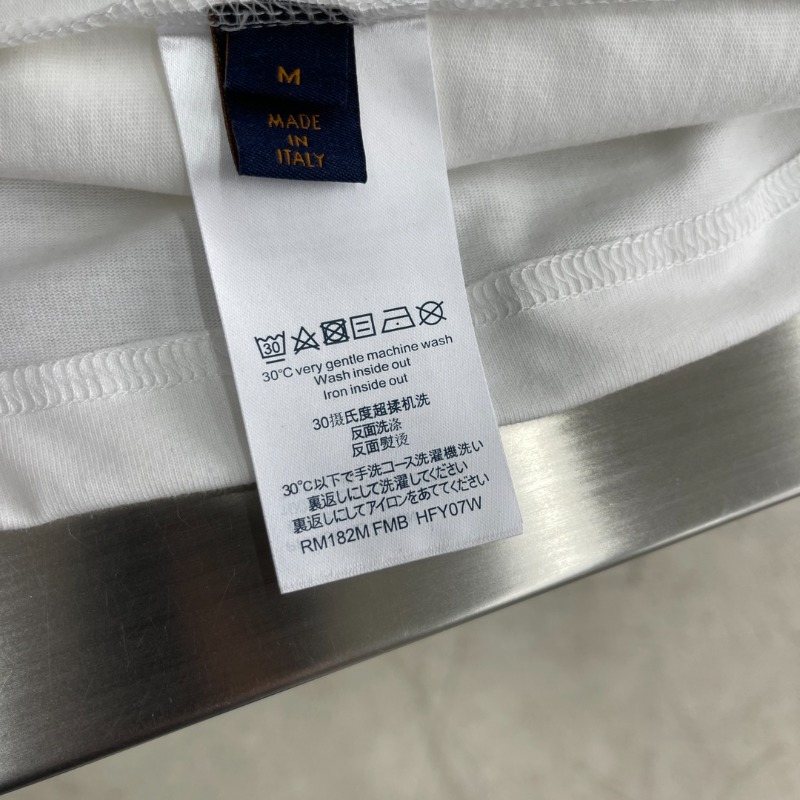 M
MADE
IN
ITALY
30
30°C very gentle machine wash
Wash inside out
Iron inside out
30摄氏度超揉机洗
反面洗涤
反面熨烫
30°C以下で手洗コース洗濯機洗い
裏返しにして洗濯してください
裏返しにしてアイロンをあててください
RM182M FMB HFY07W